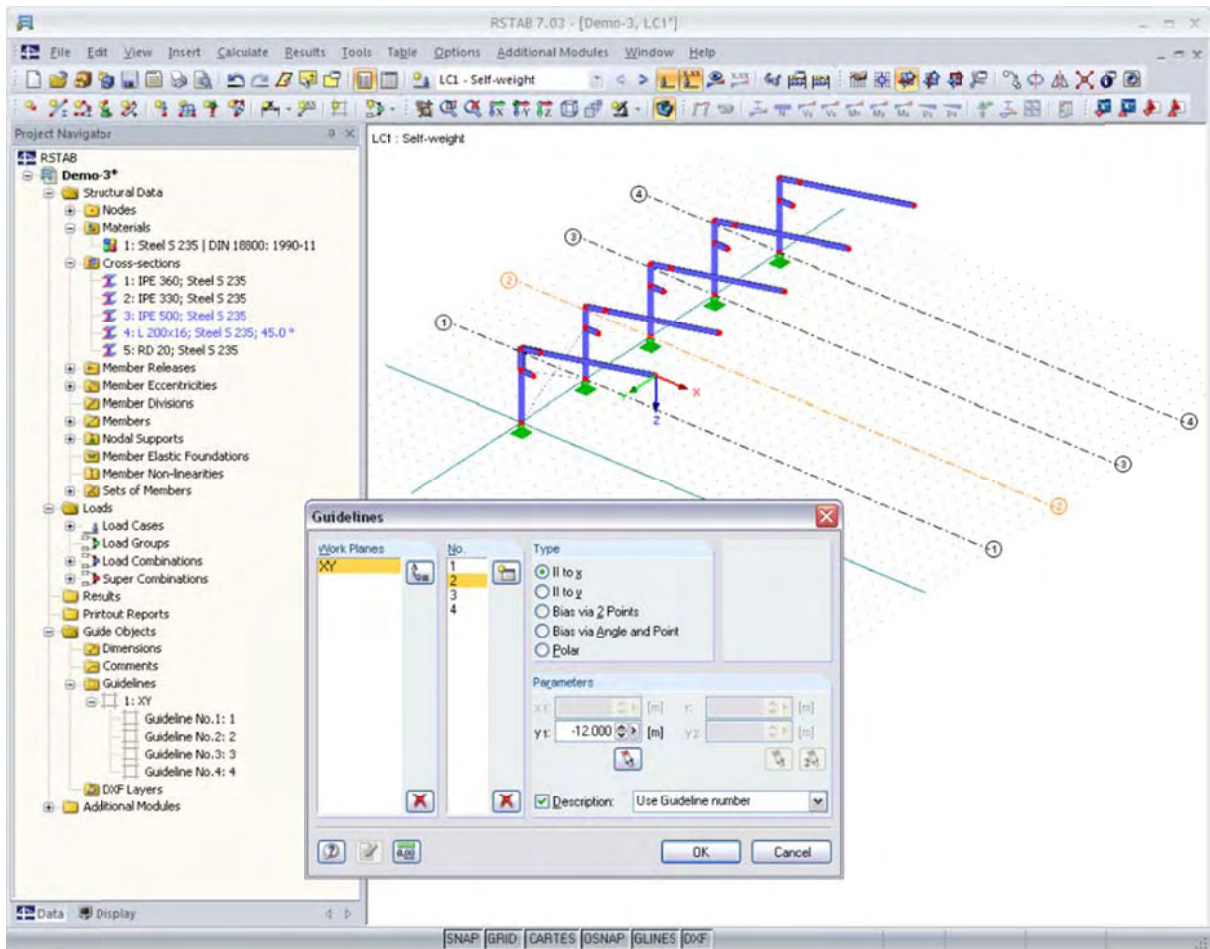 RSTAB 7.03 - [Demo-3, LC1*]
File Edit View Insert Calculate Results Tools Table Options Additional Modules Window Help
LC1 - Self-weight
Project Navigator
RSTAB
Demo-3*
Structural Data
Nodes
Materials
1: Steel S 235 | DIN 18800: 1990-11
Cross-sections
1: IPE 360; Steel S 235
2: IPE 330; Steel S 235
3: IPE 500; Steel S 235
4: L 200x16; Steel S 235; 45.0 °
5: RD 20; Steel S 235
Member Releases
Member Eccentricities
Member Divisions
Members
Nodal Supports
Member Elastic Foundations
Member Non-linearities
Sets of Members
Loads
Load Cases
Load Groups
Load Combinations
Super Combinations
Results
Printout Reports
Guide Objects
Dimensions
Comments
Guidelines
1: XY
Guideline No.1: 1
Guideline No.2: 2
Guideline No.3: 3
Guideline No.4: 4
DXF Layers
Additional Modules
Data Display
LC1 : Self-weight
4
3
2
1
X
Y
Z
4
3
2
1
Guidelines
Work Planes
XY
No.
1
2
3
4
Type
II to x
II to y
Bias via 2 Points
Bias via Angle and Point
Polar
Parameters
[m] r: [m]
-12.000 [m] [m]
Description: Use Guideline number
OK Cancel
SNAP GRID CARTES OSNAP GLINES DXF